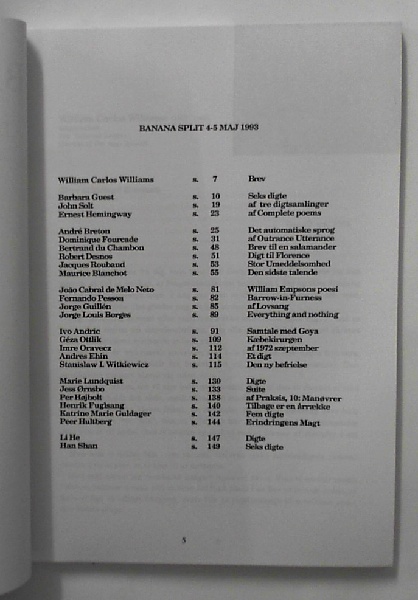 BANANA SPLIT 4-5 MAJ 1993
William Carlos Williams s. 7 Brev
Barbara Guest s. 10 Seks digte
John Solt s. 19 af tre digtsamlinger
Ernest Hemingway s. 23 af Complete poems
André Breton s. 25 Det automatiske sprog
Dominique Fourcade s. 31 af Outrance Utterance
Bertrand du Chambon s. 48 Brev til en salamander
Robert Desnos s. 51 Digt til Florence
Jacques Roubaud s. 53 Stor Umeddelsomhed
Maurice Blanchot s. 55 Den sidste talende
João Cabral de Melo Neto s. 81 William Empsons poesi
Fernando Pessoa s. 82 Barrow-in-Furness
Jorge Guillén s. 85 af Lovsang
Jorge Louis Borges s. 89 Everything and nothing
Ivo Andric s. 91 Samtale med Goya
Géza Ottlik s. 109 Kæbekirurgen
Imre Oravecz s. 112 af 1972 szeptember
Andres Ehin s. 114 Et digt
Stanislaw I. Witkiewicz s. 115 Den ny befrielse
Marie Lundquist s. 130 Digte
Jess Ørnsbo s. 133 Suite
Per Højholt s. 138 af Praksis, 10: Manøvrer
Henrik Fuglsang s. 140 Tilbage er en årrække
Katrine Marie Guldager s. 142 Fem digte
Peer Hultberg s. 144 Erindringens Magt
Li He s. 147 Digte
Han Shan s. 149 Seks digte
5